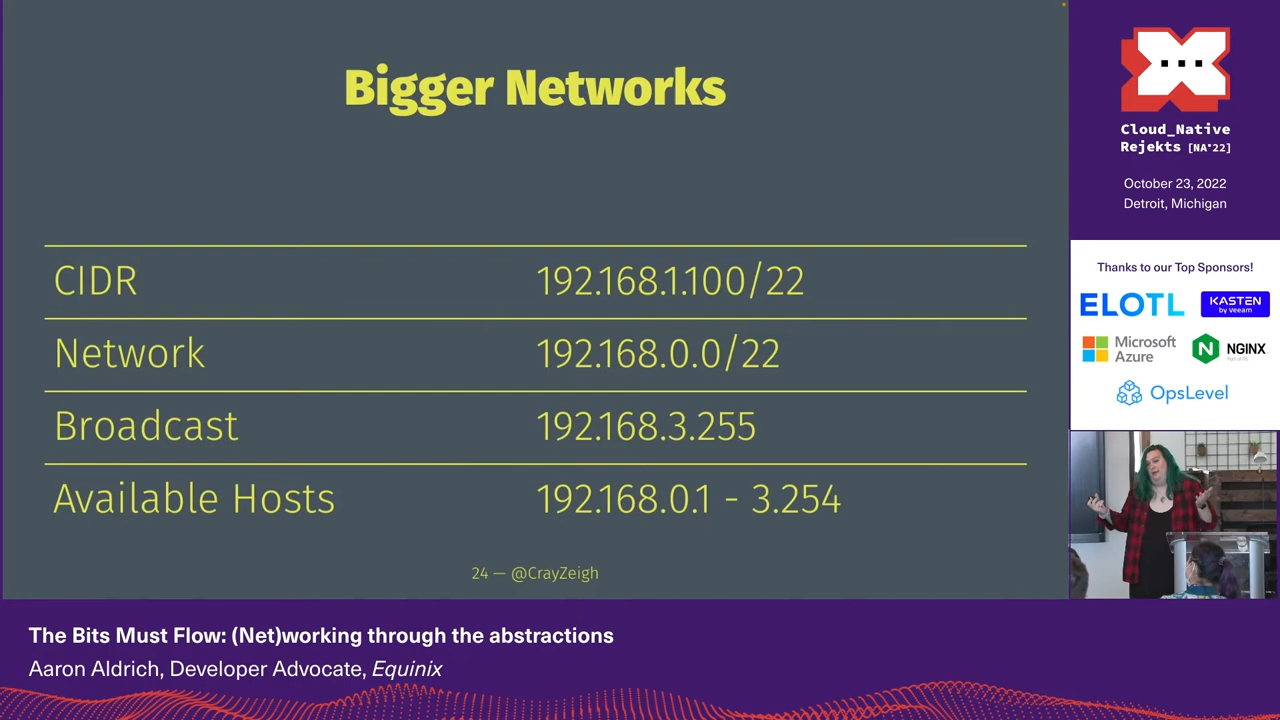 Bigger Networks
CIDR 192.168.1.100/22
Network 192.168.0.0/22
Broadcast 192.168.3.255
Available Hosts 192.168.0.1 - 3.254
24 — @CrayZeigh
Cloud_Native
Rejekts [NA'22]
October 23, 2022
Detroit, Michigan
Thanks to our Top Sponsors!
ELOTL
KASTEN
by Veeam
Microsoft
Azure
NGINX
Part of F5
OpsLevel
The Bits Must Flow: (Net)working through the abstractions
Aaron Aldrich, Developer Advocate, Equinix